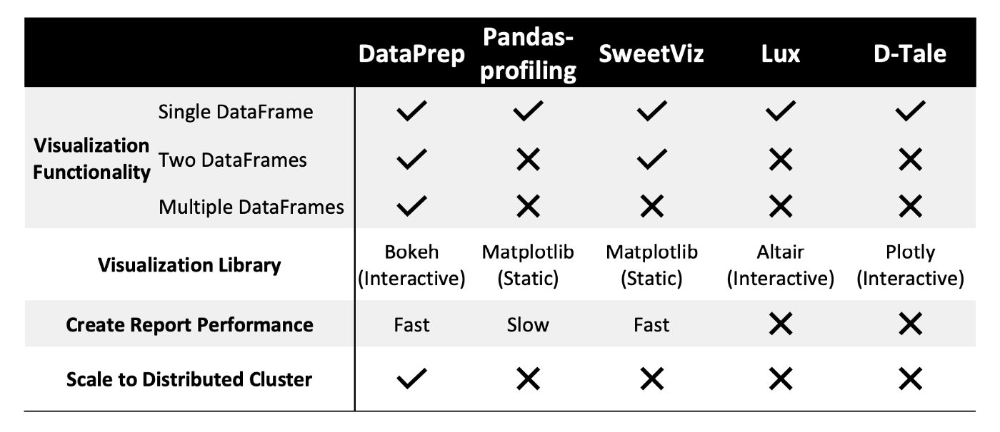 DataPrep Pandas-profiling SweetViz Lux D-Tale
Visualization Functionality
Single DataFrame ✓ ✓ ✓ ✓ ✓
Two DataFrames ✓ ✕ ✓ ✕ ✕
Multiple DataFrames ✓ ✕ ✕ ✕ ✕
Visualization Library
Bokeh Matplotlib Matplotlib Altair Plotly
(Interactive) (Static) (Static) (Interactive) (Interactive)
Create Report Performance Fast Slow Fast ✕ ✕
Scale to Distributed Cluster ✓ ✕ ✕ ✕ ✕